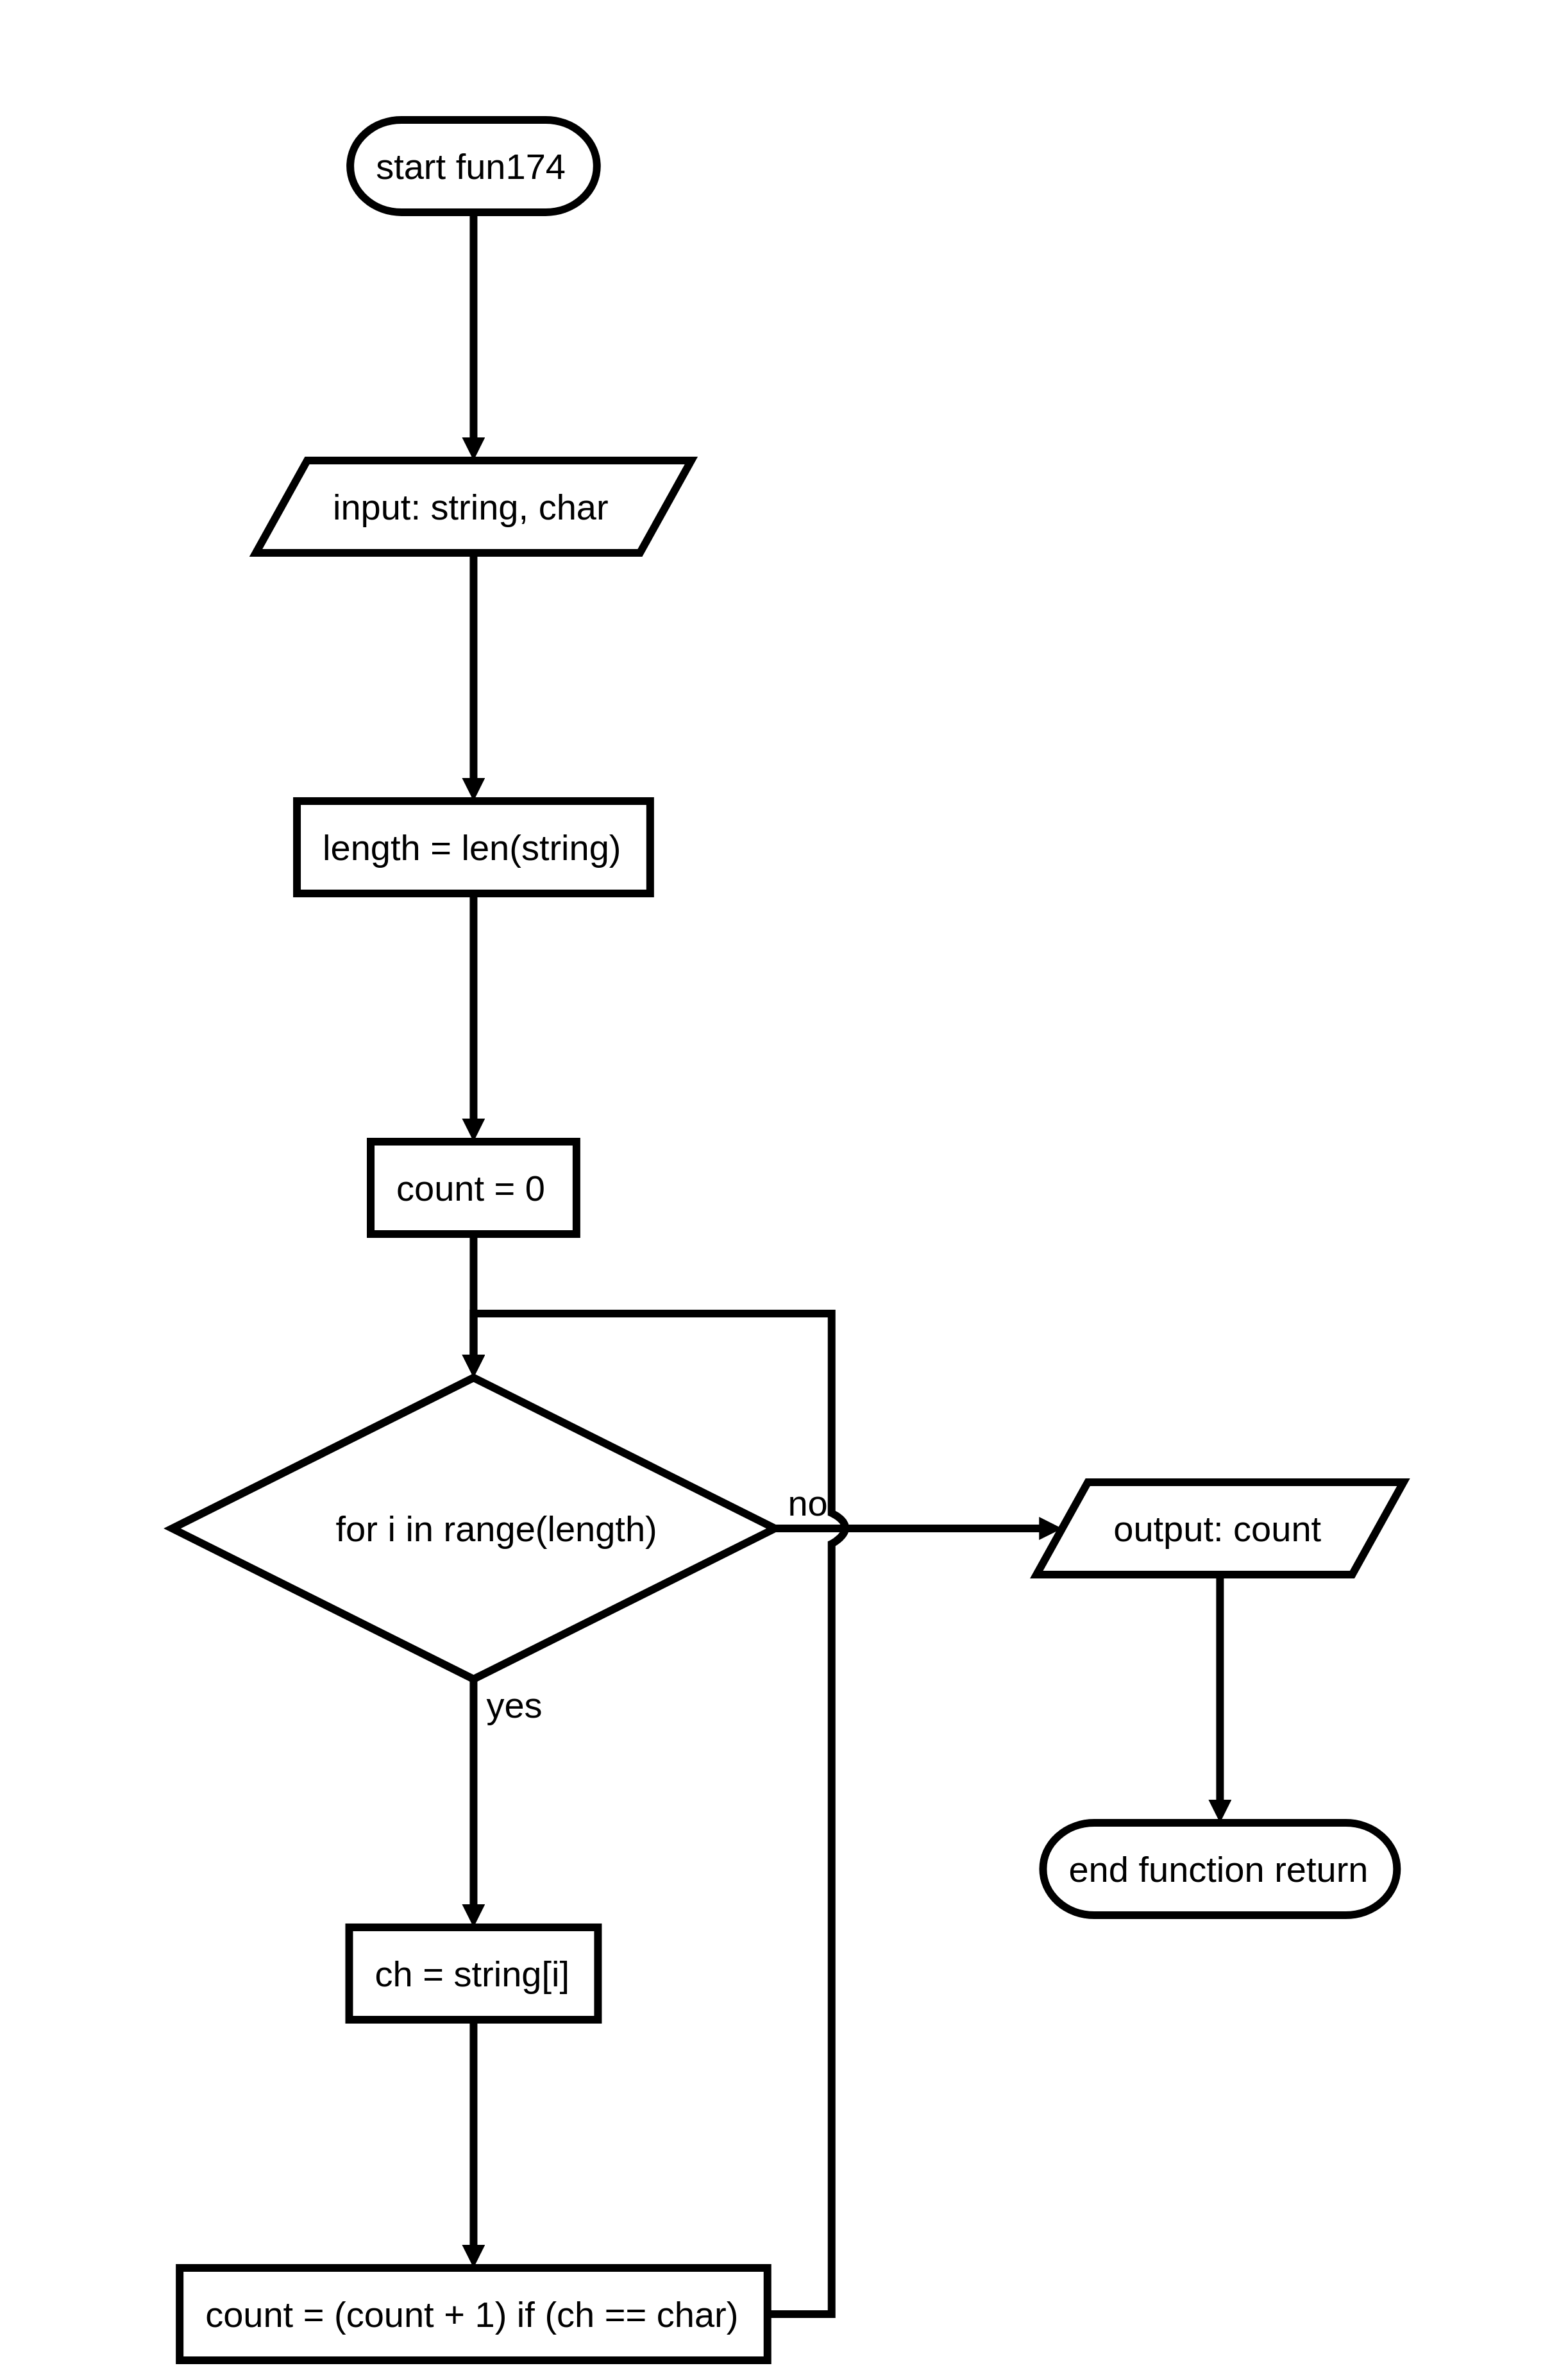 start fun174
input: string, char
length = len(string)
count = 0
for i in range(length)
no
output: count
yes
end function return
ch = string[i]
count = (count + 1) if (ch == char)